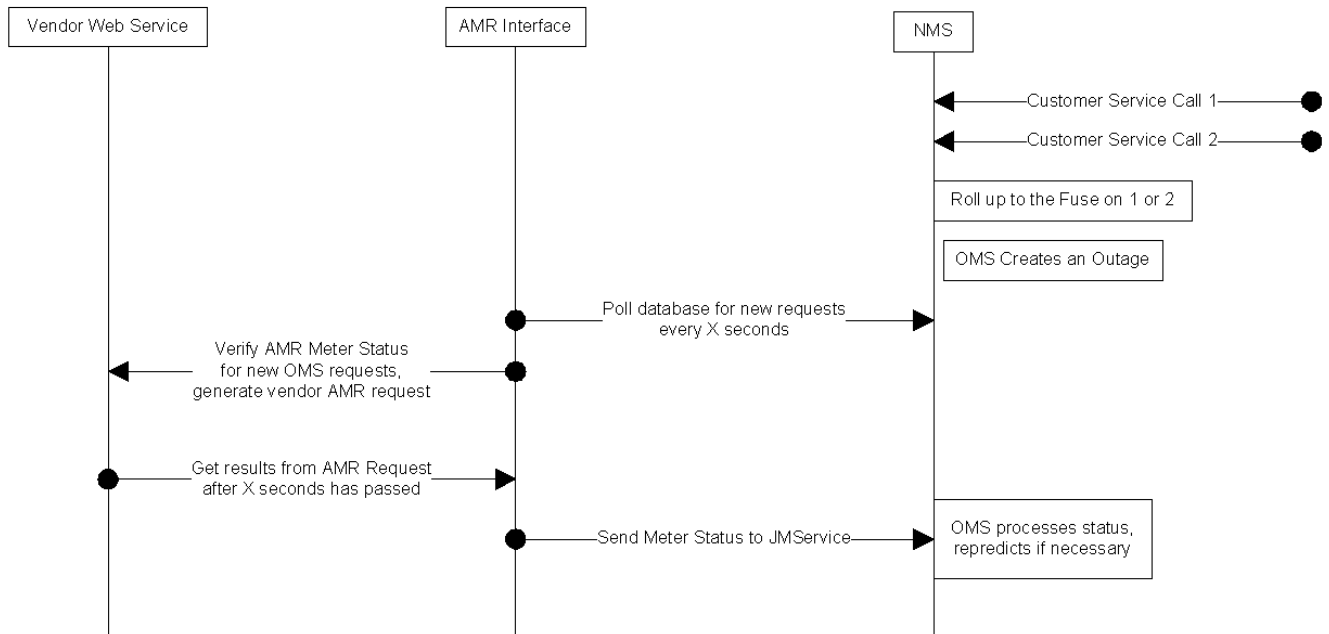 Vendor Web Service
AMR Interface
NMS
Customer Service Call 1
Customer Service Call 2
Roll up to the Fuse on 1 or 2
OMS Creates an Outage
Poll database for new requests
every X seconds
Verify AMR Meter Status
for new OMS requests,
generate vendor AMR request
Get results from AMR Request
after X seconds has passed
Send Meter Status to JMService
OMS processes status,
repredicts if necessary